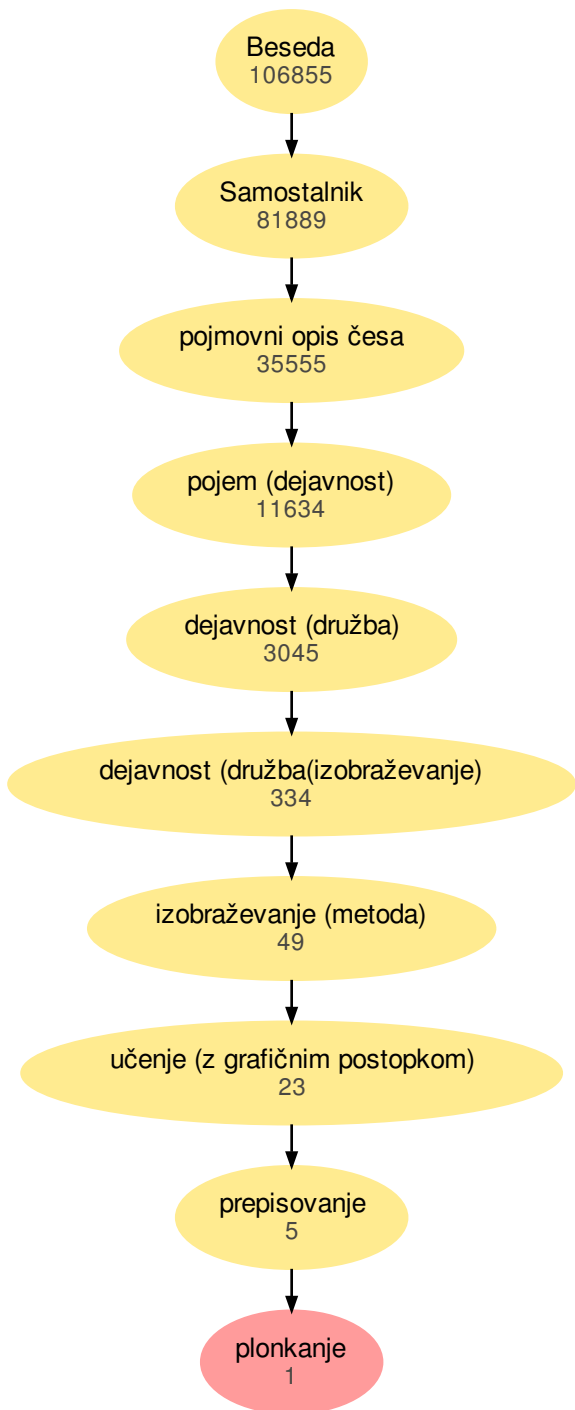 Beseda
106855
Samostalnik
81889
pojmovni opis česa
35555
pojem (dejavnost)
11634
dejavnost (družba)
3045
dejavnost (družba(izobraževanje)
334
izobraževanje (metoda)
49
učenje (z grafičnim postopkom)
23
prepisovanje
5
plonkanje
1